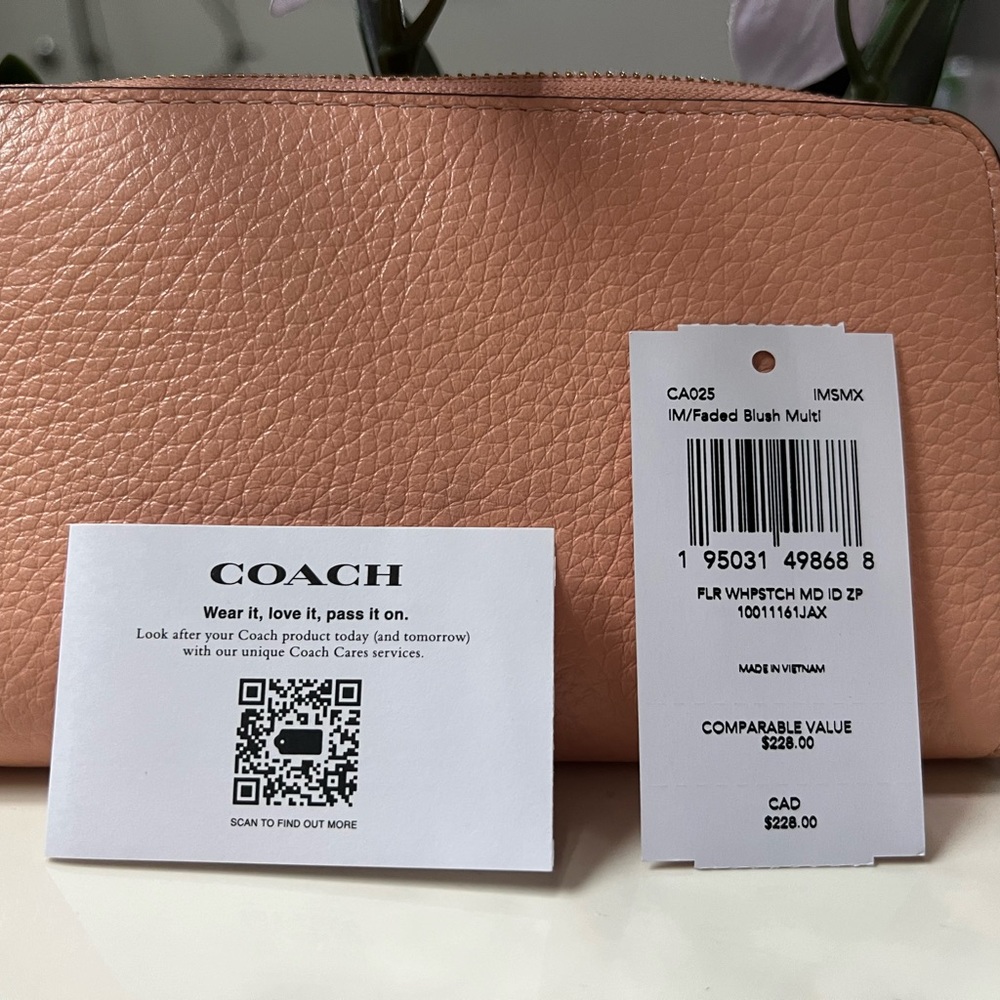 COACH
Wear it, love it, pass it on.
Look after your Coach product today (and tomorrow)
with our unique Coach Cares services.
SCAN TO FIND OUT MORE
CA025 IMSMX
IM/Faded Blush Multi
1 95031 49868 8
FLR WHPSTCH MD ID ZP
10011161JAX
MADE IN VIETNAM
COMPARABLE VALUE
$228.00
CAD
$228.00